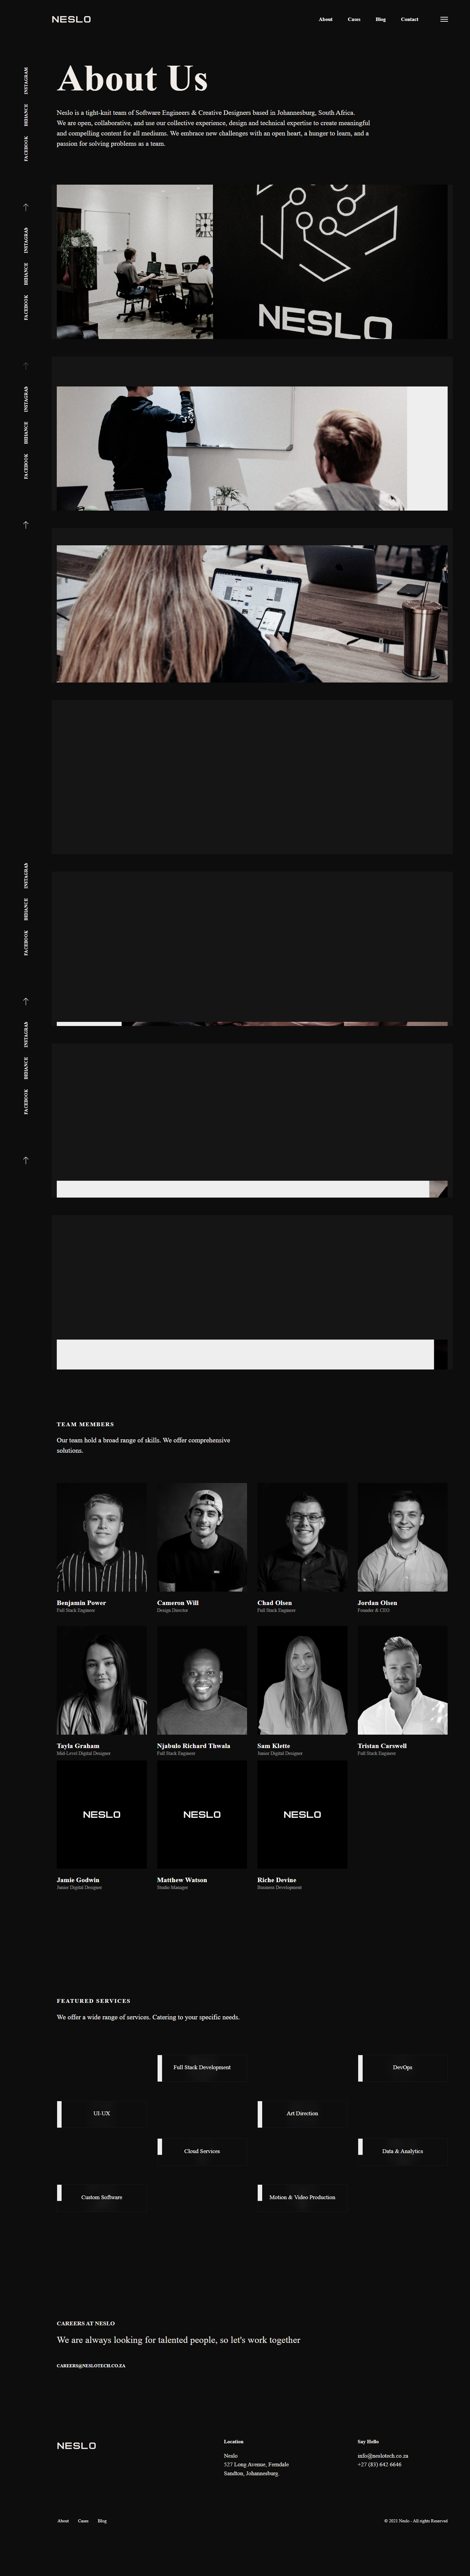 NESLO
About
Cases
Blog
Contact
About Us
Neslo is a tight-knit team of Software Engineers & Creative Designers based in Johannesburg, South Africa.
We are open, collaborative, and use our collective experience, design and technical expertise to create meaningful
and compelling content for all mediums. We embrace new challenges with an open heart, a hunger to learn, and a
passion for solving problems as a team.
INSTAGRAM
BEHANCE
FACEBOOK
NESLO
INSTAGRAM
BEHANCE
FACEBOOK
INSTAGRAM
BEHANCE
FACEBOOK
INSTAGRAM
BEHANCE
FACEBOOK
INSTAGRAM
BEHANCE
FACEBOOK
TEAM MEMBERS
Our team hold a broad range of skills. We offer comprehensive
solutions.
Benjamin Power
Full Stack Engineer
Cameron Will
Design Director
Chad Olsen
Full Stack Engineer
Jordan Olsen
Founder & CEO
Tayla Graham
Mid Level Digital Designer
Njabulo Richard Thwala
Full Stack Engineer
Sam Klette
Junior Digital Designer
Tristan Carswell
Full Stack Engineer
NESLO
NESLO
NESLO
Jamie Godwin
Junior Digital Designer
Matthew Watson
Studio Manager
Riche Devine
Business Development
FEATURED SERVICES
We offer a wide range of services. Catering to your specific needs.
Full Stack Development
DevOps
UI-UX
Art Direction
Cloud Services
Data & Analytics
Custom Software
Motion & Video Production
CAREERS AT NESLO
We are always looking for talented people, so let's work together
CAREERS@NESLOTECH.CO.ZA
NESLO
Location
Neslo
527 Long Avenue, Ferndale
Sandton, Johannesburg
Say Hello
info@neslotech.co.za
+27 (83) 642 6646
About
Cases
Blog
© 2021 Neslo - All rights Reserved